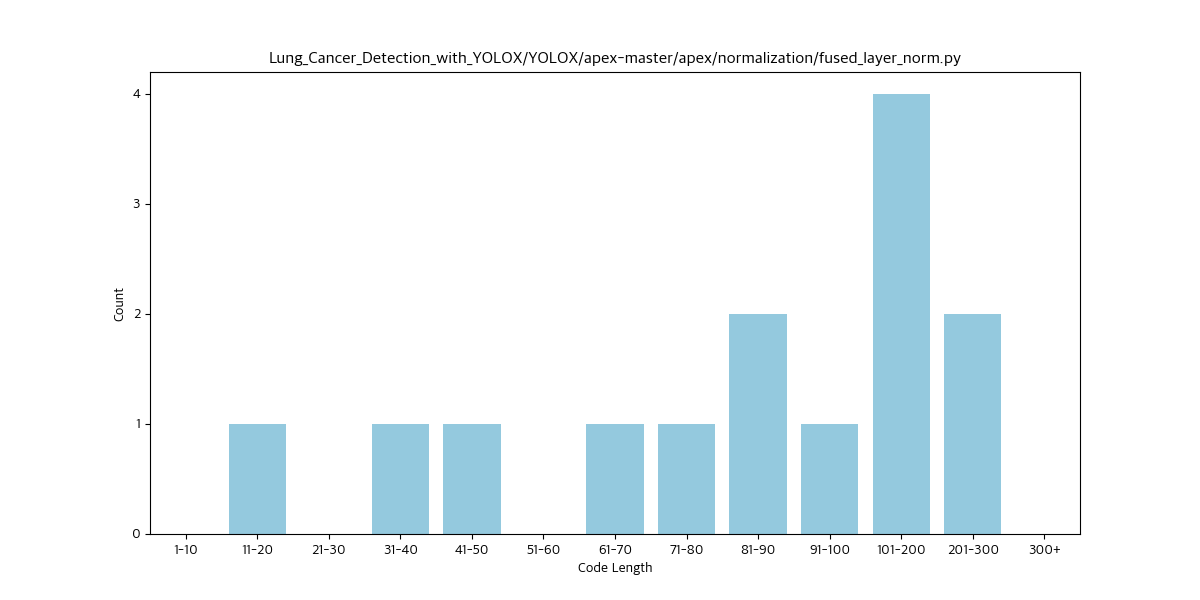 Lung_Cancer_Detection_with_YOLOX/YOLOX/apex-master/apex/normalization/fused_layer_norm.py
4
3
2
1
0
Count
1-10 11-20 21-30 31-40 41-50 51-60 61-70 71-80 81-90 91-100 101-200 201-300 300+
Code Length